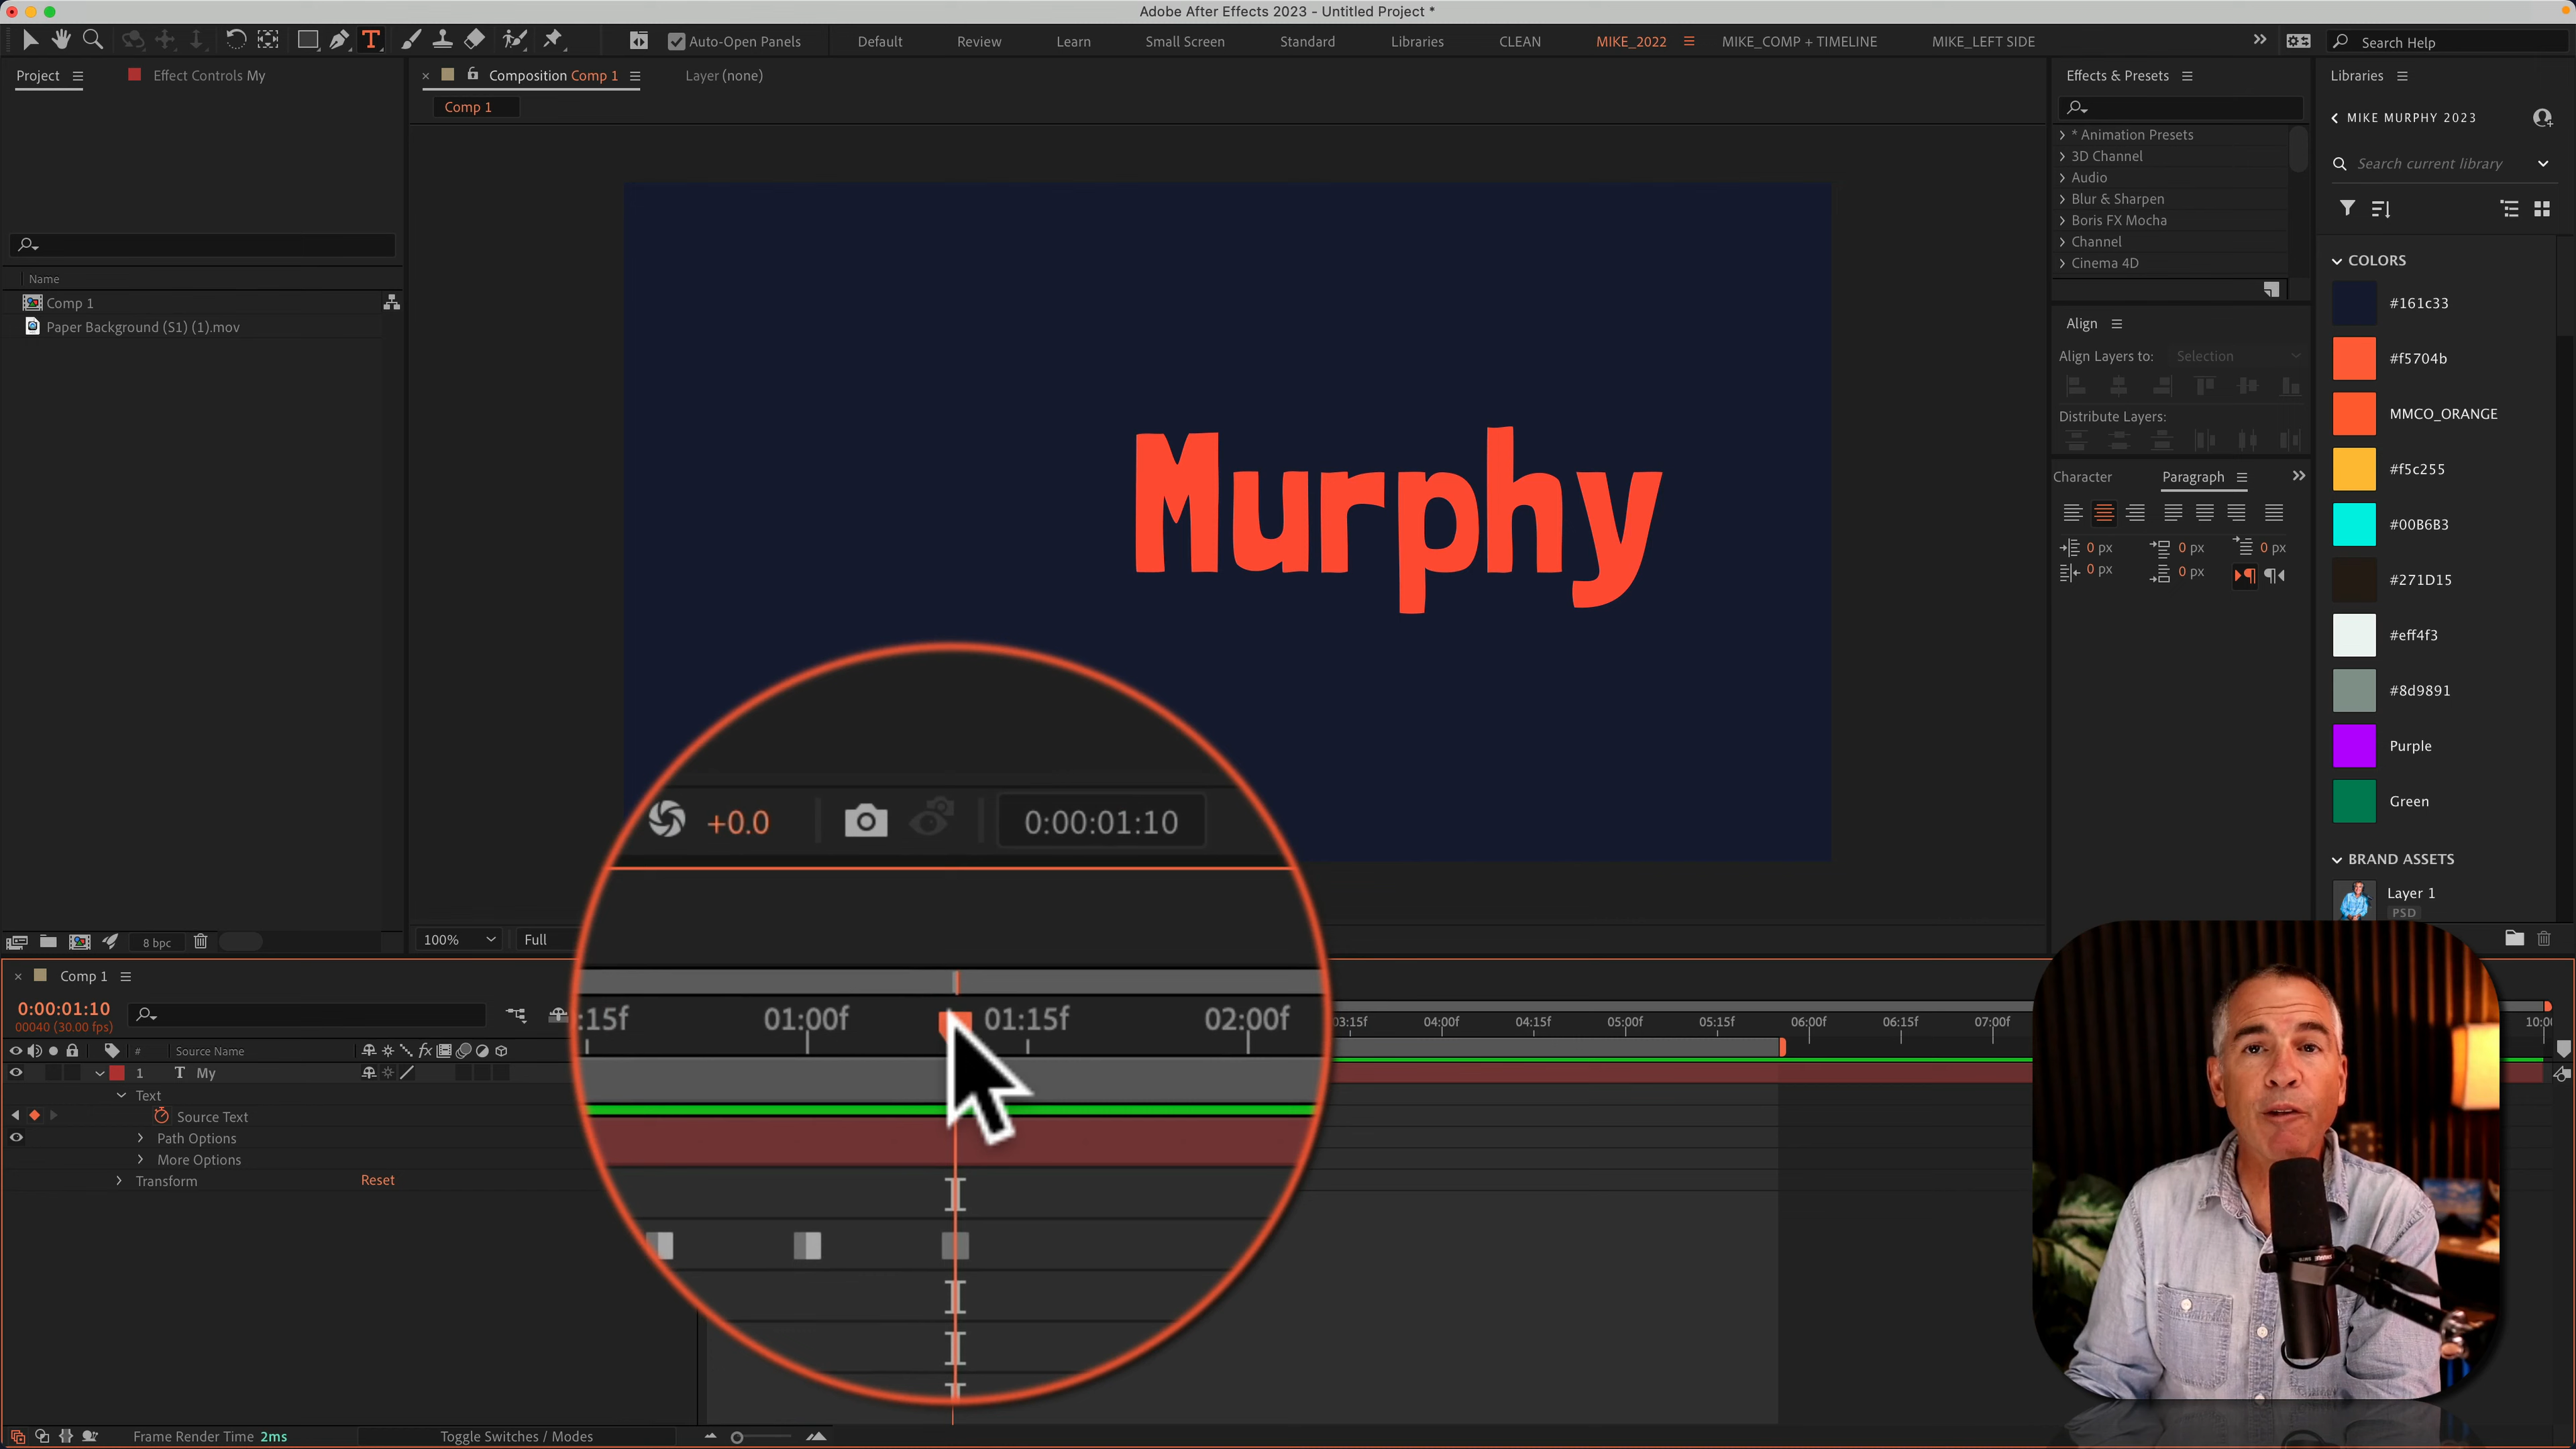 Adobe After Effects 2023 - Untitled Project *
Auto-Open Panels
Default
Review
Learn
Small Screen
Standard
Libraries
CLEAN
MIKE_2022
MIKE_COMP + TIMELINE
MIKE_LEFT SIDE
Search Help
Project
Effect Controls My
Composition Comp 1
Layer (none)
Comp 1
Name
Comp 1
Paper Background (S1) (1).mov
8 bpc
Murphy
100%
Full
+0.0
0:00:01:10
:15f
01:00f
01:15f
02:00f
Effects & Presets
* Animation Presets
3D Channel
Audio
Blur & Sharpen
Boris FX Mocha
Channel
Cinema 4D
Align
Align Layers to: Selection
Distribute Layers:
Character
Paragraph
0 px
0 px
0 px
0 px
0 px
Libraries
MIKE MURPHY 2023
Search current library
COLORS
#161c33
#f5704b
MMCO_ORANGE
#f5c255
#00B6B3
#271D15
#eff4f3
#8d9891
Purple
Green
BRAND ASSETS
Layer 1
PSD
Comp 1
0:00:01:10
00040 (30.00 fps)
# Source Name
1 T My
Text
Source Text
Path Options
More Options
Transform
Reset
03:15f
04:00f
04:15f
05:00f
05:15f
06:00f
06:15f
07:00f
10:0
Frame Render Time 2ms
Toggle Switches / Modes